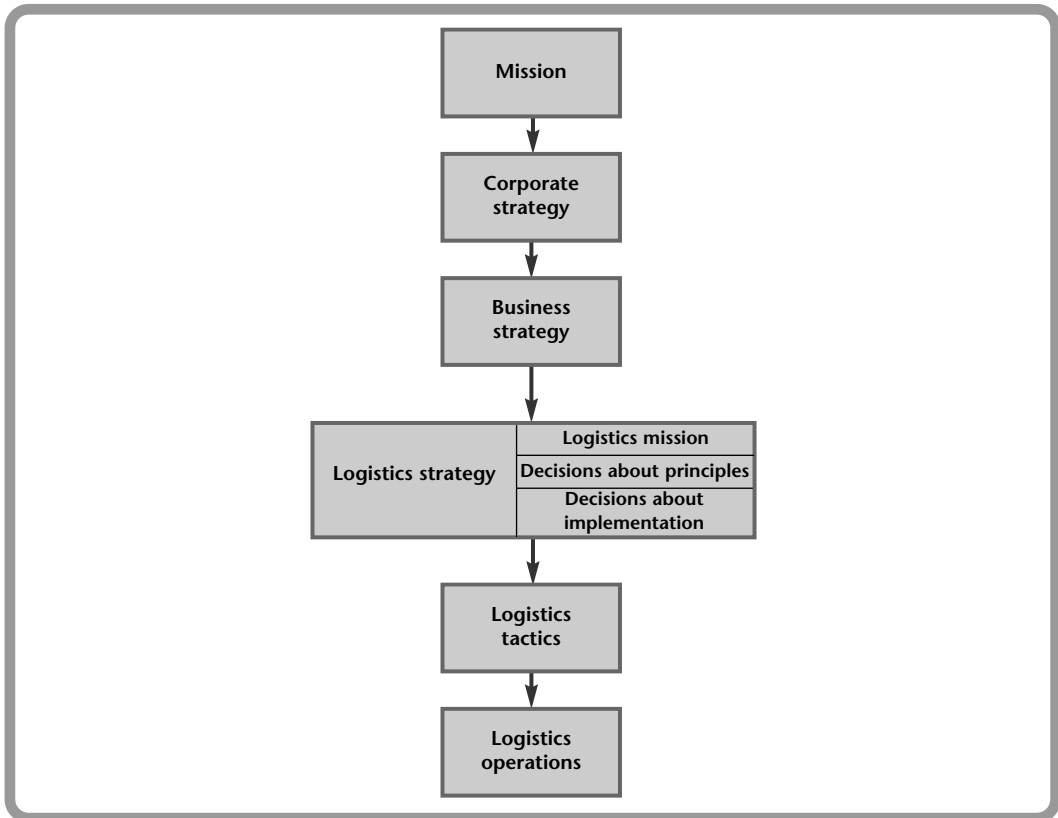 Mission
Corporate
strategy
Business
strategy
Logistics strategy
Logistics mission
Decisions about principles
Decisions about
implementation
Logistics
tactics
Logistics
operations